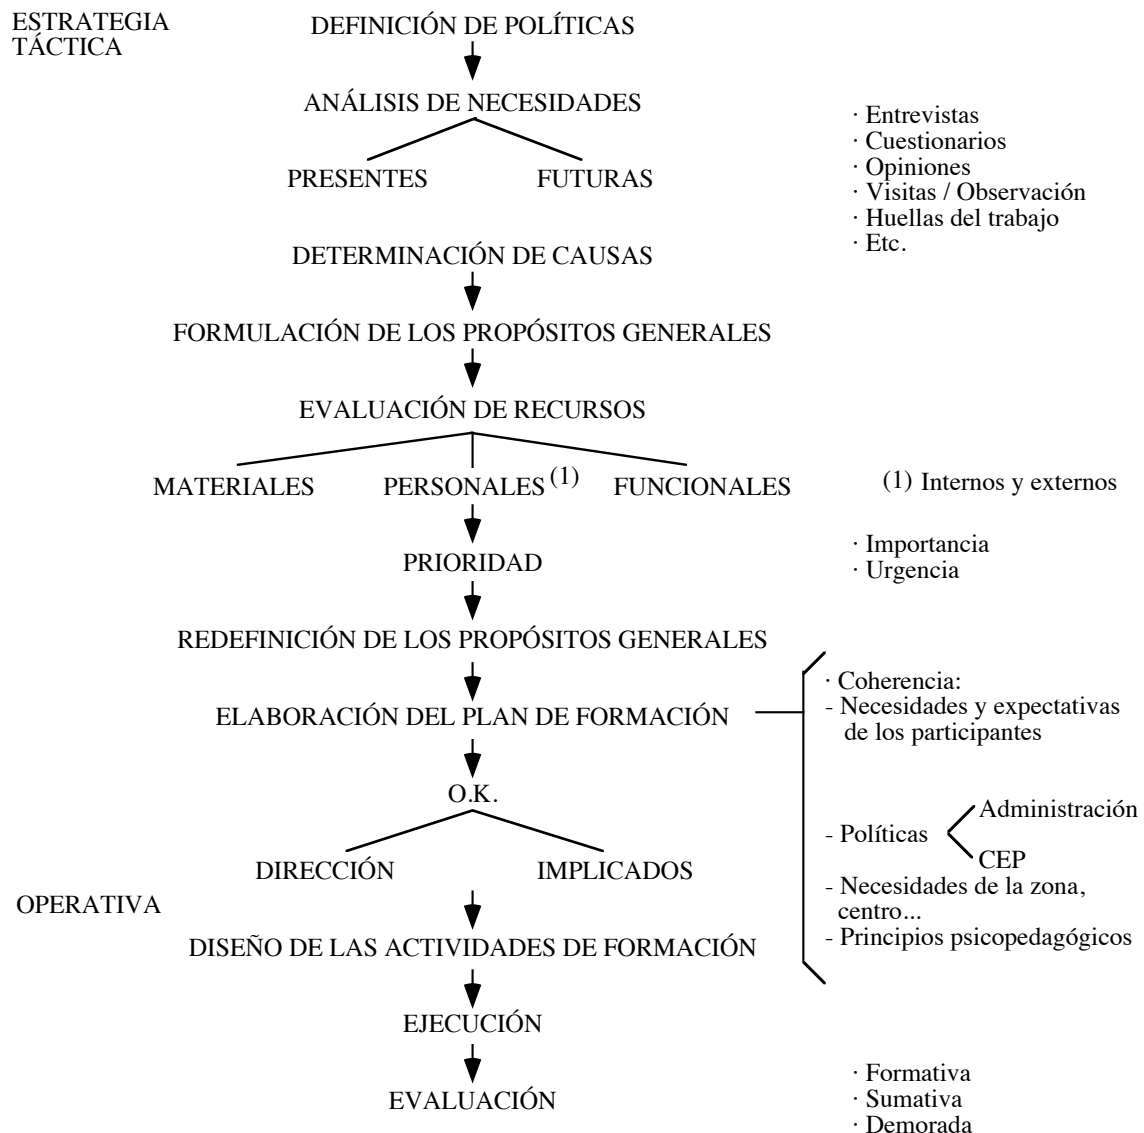 ESTRATEGIA
TÁCTICA
DEFINICIÓN DE POLÍTICAS
ANÁLISIS DE NECESIDADES
PRESENTES
FUTURAS
· Entrevistas
· Cuestionarios
· Opiniones
· Visitas / Observación
· Huellas del trabajo
· Etc.
DETERMINACIÓN DE CAUSAS
FORMULACIÓN DE LOS PROPÓSITOS GENERALES
EVALUACIÓN DE RECURSOS
MATERIALES
PERSONALES (1)
FUNCIONALES
(1) Internos y externos
PRIORIDAD
· Importancia
· Urgencia
REDEFINICIÓN DE LOS PROPÓSITOS GENERALES
ELABORACIÓN DEL PLAN DE FORMACIÓN
· Coherencia:
- Necesidades y expectativas
de los participantes
- Políticas
Administración
CEP
- Necesidades de la zona,
centro...
- Principios psicopedagógicos
O.K.
DIRECCIÓN
IMPLICADOS
OPERATIVA
DISEÑO DE LAS ACTIVIDADES DE FORMACIÓN
EJECUCIÓN
EVALUACIÓN
· Formativa
· Sumativa
· Demorada